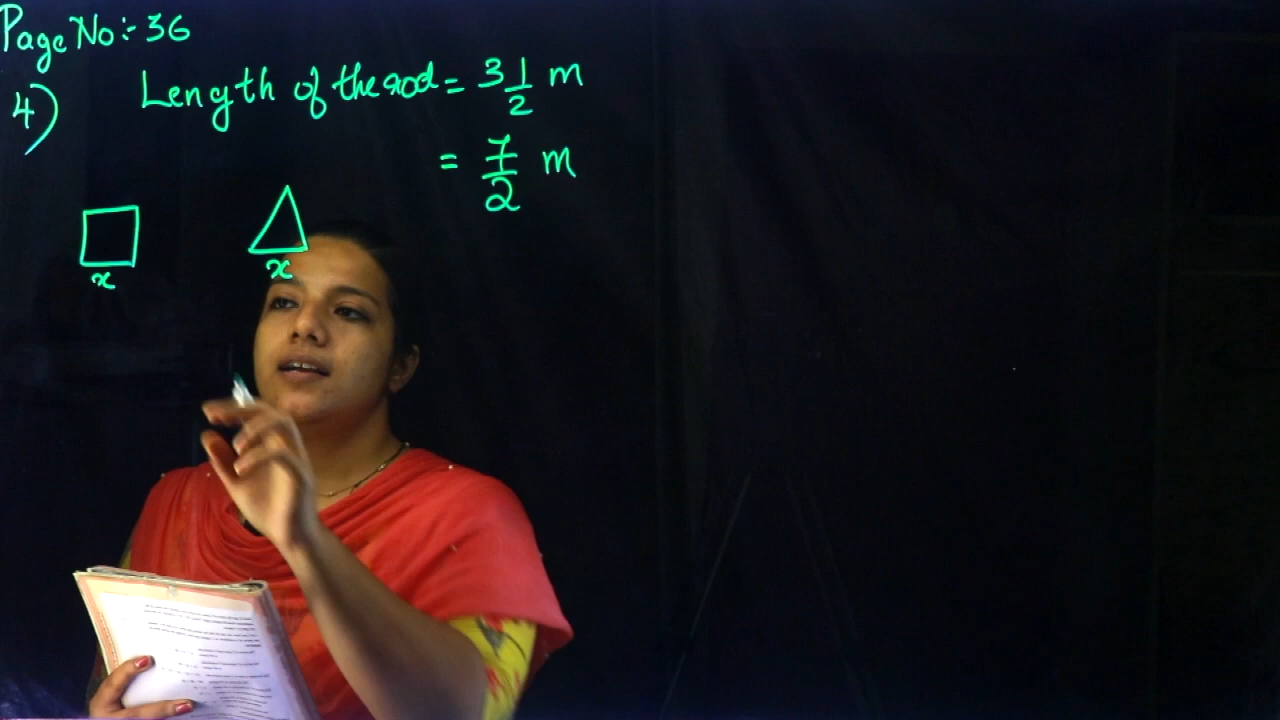 Page No:- 36
4) Length of the rod = 3 1/2 m
= 7/2 m
x x